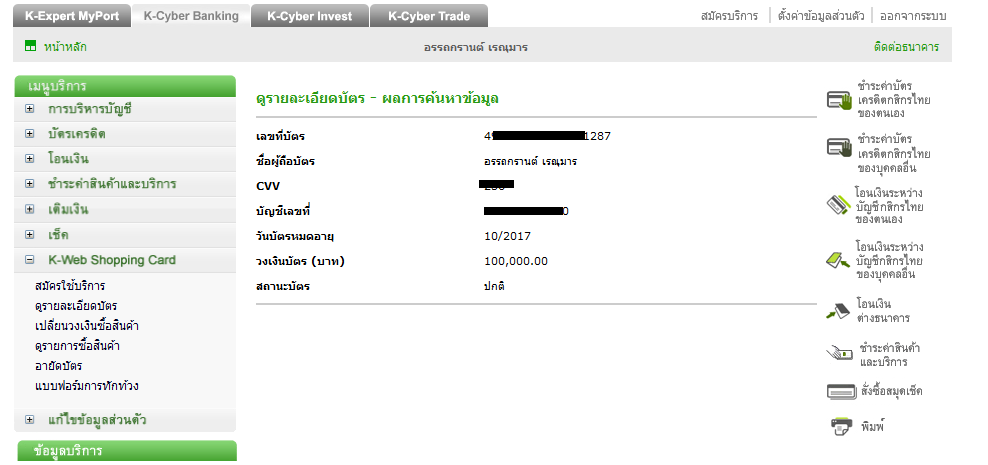 K-Expert MyPort K-Cyber Banking K-Cyber Invest K-Cyber Trade สมัครบริการ ตั้งค่าข้อมูลส่วนตัว ออกจากระบบ
หน้าหลัก อรรถกรานต์ เรณุมาร ติดต่อธนาคาร
เมนูบริการ
การบริหารบัญชี
บัตรเครดิต
โอนเงิน
ชำระค่าสินค้าและบริการ
เติมเงิน
เช็ค
K-Web Shopping Card
สมัครใช้บริการ
ดูรายละเอียดบัตร
เปลี่ยนวงเงินซื้อสินค้า
ดูรายการซื้อสินค้า
อายัดบัตร
แบบฟอร์มการทักท้วง
แก้ไขข้อมูลส่วนตัว
ข้อมูลบริการ
ดูรายละเอียดบัตร - ผลการค้นหาข้อมูล
เลขที่บัตร 4 1287
ชื่อผู้ถือบัตร อรรถกรานต์ เรณุมาร
CVV
บัญชีเลขที่ 0
วันบัตรหมดอายุ 10/2017
วงเงินบัตร (บาท) 100,000.00
สถานะบัตร ปกติ
ชำระค่าบัตร
เครดิตกสิกรไทย
ของตนเอง
ชำระค่าบัตร
เครดิตกสิกรไทย
ของบุคคลอื่น
โอนเงินระหว่าง
บัญชีกสิกรไทย
ของตนเอง
โอนเงินระหว่าง
บัญชีกสิกรไทย
ของบุคคลอื่น
โอนเงิน
ต่างธนาคาร
ชำระค่าสินค้า
และบริการ
สั่งซื้อสมุดเช็ค
พิมพ์